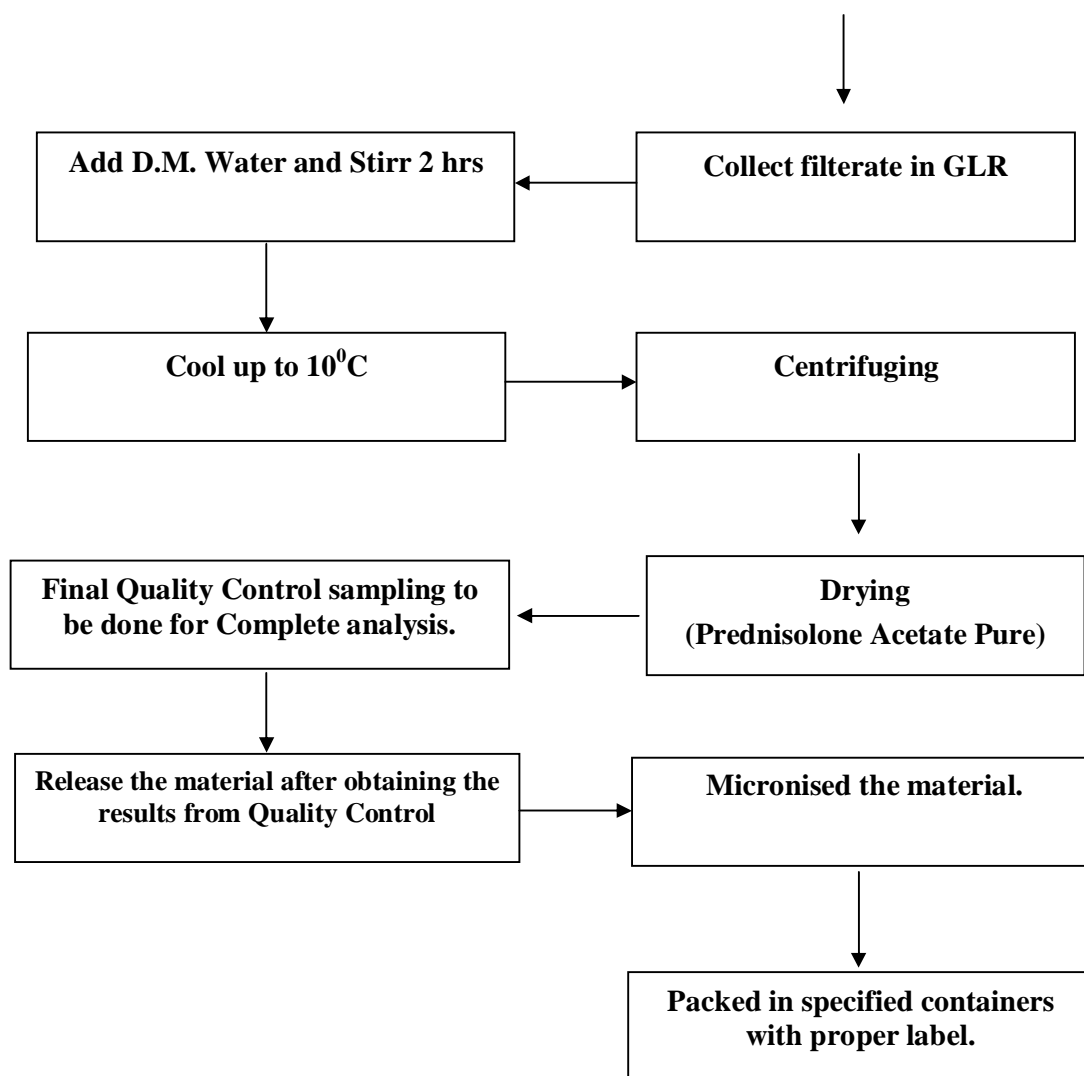 Collect filterate in GLR
Add D.M. Water and Stirr 2 hrs
Cool up to 10⁰C
Centrifuging
Drying
(Prednisolone Acetate Pure)
Final Quality Control sampling to
be done for Complete analysis.
Release the material after obtaining the
results from Quality Control
Micronised the material.
Packed in specified containers
with proper label.